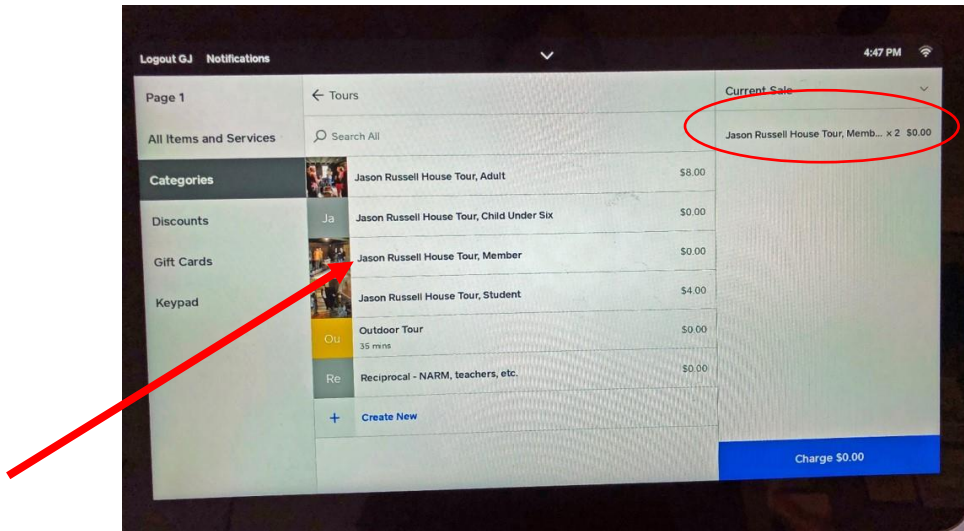 Logout GJ Notifications
4:47 PM
Page 1
All Items and Services
Categories
Discounts
Gift Cards
Keypad
← Tours
Search All
Jason Russell House Tour, Adult $8.00
Ja Jason Russell House Tour, Child Under Six $0.00
Jason Russell House Tour, Member $0.00
Jason Russell House Tour, Student $4.00
Ou Outdoor Tour $0.00
35 mins
Re Reciprocal - NARM, teachers, etc. $0.00
+ Create New
Current Sale
Jason Russell House Tour, Memb... × 2 $0.00
Charge $0.00